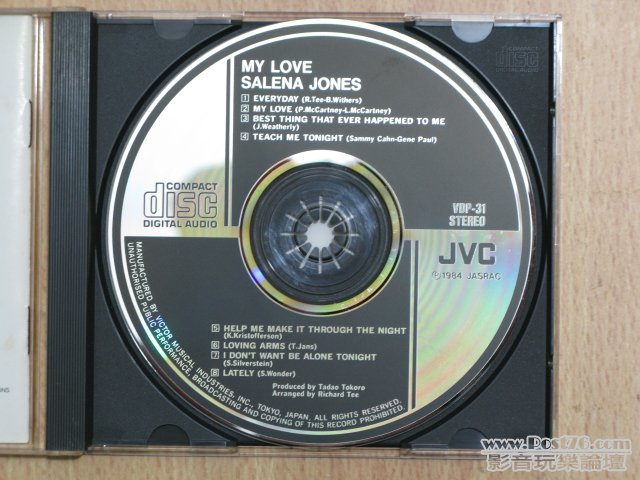 MY LOVE
SALENA JONES
1 EVERYDAY (R.Tee-B.Withers)
2 MY LOVE (P.McCartney-L.McCartney)
3 BEST THING THAT EVER HAPPENED TO ME
(J.Weatherly)
4 TEACH ME TONIGHT (Sammy Cahn-Gene Paul)
COMPACT
disc
DIGITAL AUDIO
VDP-31
STEREO
JVC
℗ 1984 JASRAC
5 HELP ME MAKE IT THROUGH THE NIGHT
(K.Kristofferson)
6 LOVING ARMS (T.Jans)
7 I DON'T WANT BE ALONE TONIGHT
(S.Silverstein)
8 LATELY (S.Wonder)
Produced by Tadao Tokoro
Arranged by Richard Tee
MANUFACTURED BY VICTOR MUSICAL INDUSTRIES, INC., TOKYO, JAPAN, ALL RIGHTS RESERVED.
UNAUTHORISED PUBLIC PERFORMANCE, BROADCASTING AND COPYING OF THIS RECORD PROHIBITED.
COMPACT
disc
DIGITAL AUDIO
www.Post76.com
影音玩樂論壇